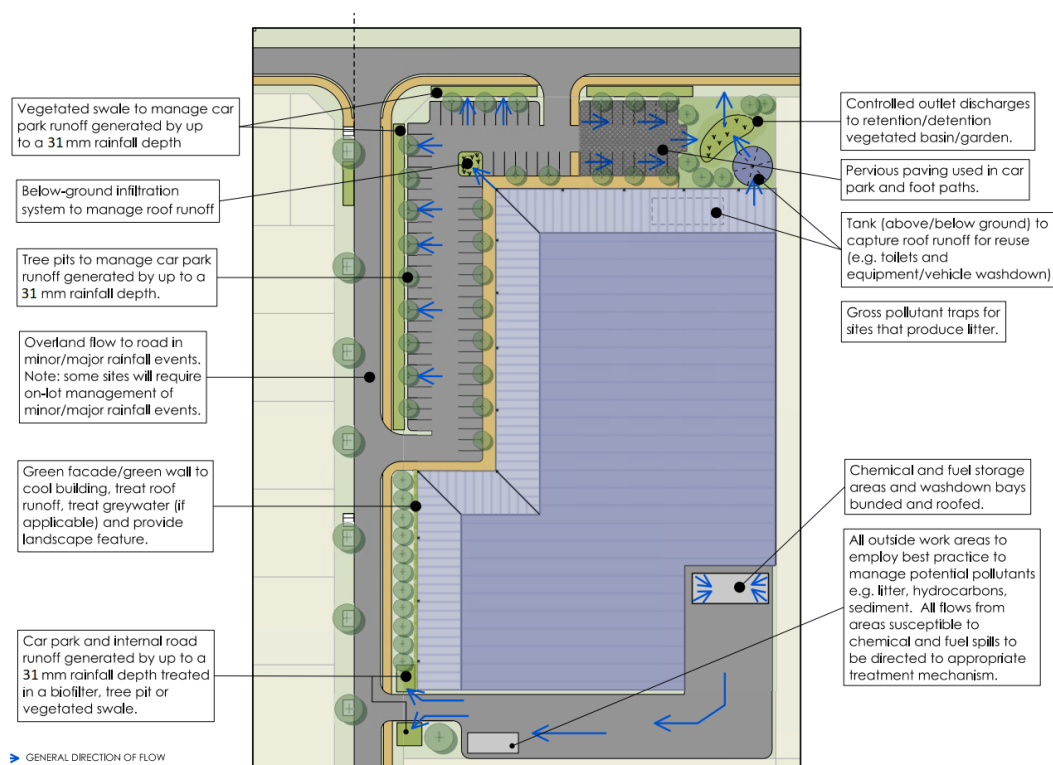 Vegetated swale to manage car
park runoff generated by up
to a 31 mm rainfall depth
Below-ground infiltration
system to manage roof runoff
Tree pits to manage car park
runoff generated by up to a
31 mm rainfall depth.
Overland flow to road in
minor/major rainfall events.
Note: some sites will require
on-lot management of
minor/major rainfall events.
Green facade/green wall to
cool building, treat roof
runoff, treat greywater (if
applicable) and provide
landscape feature.
Car park and internal road
runoff generated by up to a
31 mm rainfall depth treated
in a biofilter, tree pit or
vegetated swale.
GENERAL DIRECTION OF FLOW
Controlled outlet discharges
to retention/detention
vegetated basin/garden.
Pervious paving used in car
park and foot paths.
Tank (above/below ground) to
capture roof runoff for reuse
(e.g. toilets and
equipment/vehicle washdown).
Gross pollutant traps for
sites that produce litter.
Chemical and fuel storage
areas and washdown bays
bunded and roofed.
All outside work areas to
employ best practice to
manage potential pollutants
e.g. litter, hydrocarbons,
sediment. All flows from
areas susceptible to
chemical and fuel spills to
be directed to appropriate
treatment mechanism.